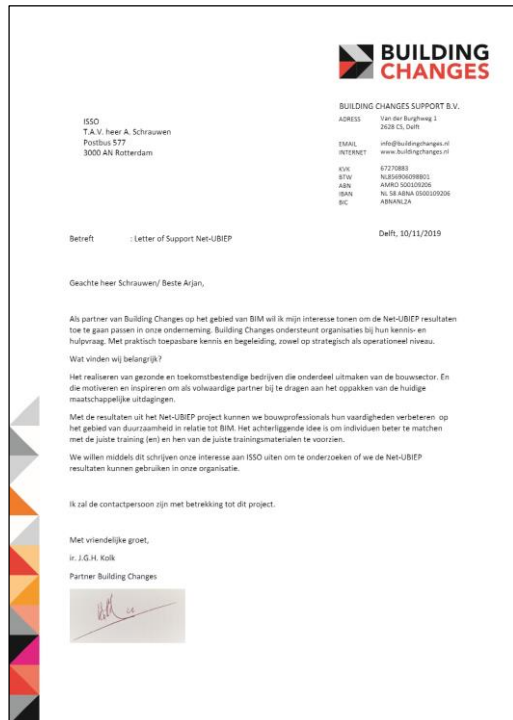 BUILDING
CHANGES
BUILDING CHANGES SUPPORT B.V.
ADRESS Van der Burghweg 1
2628 CS, Delft
EMAIL info@buildingchanges.nl
INTERNET www.buildingchanges.nl
KVK 67270883
BTW NL856906098B01
ABN AMRO 500109206
IBAN NL 58 ABNA 0500109206
BIC ABNANL2A
ISSO
T.A.V. heer A. Schrauwen
Postbus 577
3000 AN Rotterdam
Delft, 10/11/2019
Betreft : Letter of Support Net-UBIEP
Geachte heer Schrauwen/ Beste Arjan,
Als partner van Building Changes op het gebied van BIM wil ik mijn interesse tonen om de Net-UBIEP resultaten
toe te gaan passen in onze onderneming. Building Changes ondersteunt organisaties bij hun kennis- en
hulpvraag. Met praktisch toepasbare kennis en begeleiding, zowel op strategisch als operationeel niveau.
Wat vinden wij belangrijk?
Het realiseren van gezonde en toekomstbestendige bedrijven die onderdeel uitmaken van de bouwsector. En
die motiveren en inspireren om als volwaardige partner bij te dragen aan het oppakken van de huidige
maatschappelijke uitdagingen.
Met de resultaten uit het Net-UBIEP project kunnen we bouwprofessionals hun vaardigheden verbeteren op
het gebied van duurzaamheid in relatie tot BIM. Het achterliggende idee is om individuen beter te matchen
met de juiste training (en) en hen van de juiste trainingsmaterialen te voorzien.
We willen middels dit schrijven onze interesse aan ISSO uiten om te onderzoeken of we de Net-UBIEP
resultaten kunnen gebruiken in onze organisatie.
Ik zal de contactpersoon zijn met betrekking tot dit project.
Met vriendelijke groet,
ir. J.G.H. Kolk
Partner Building Changes